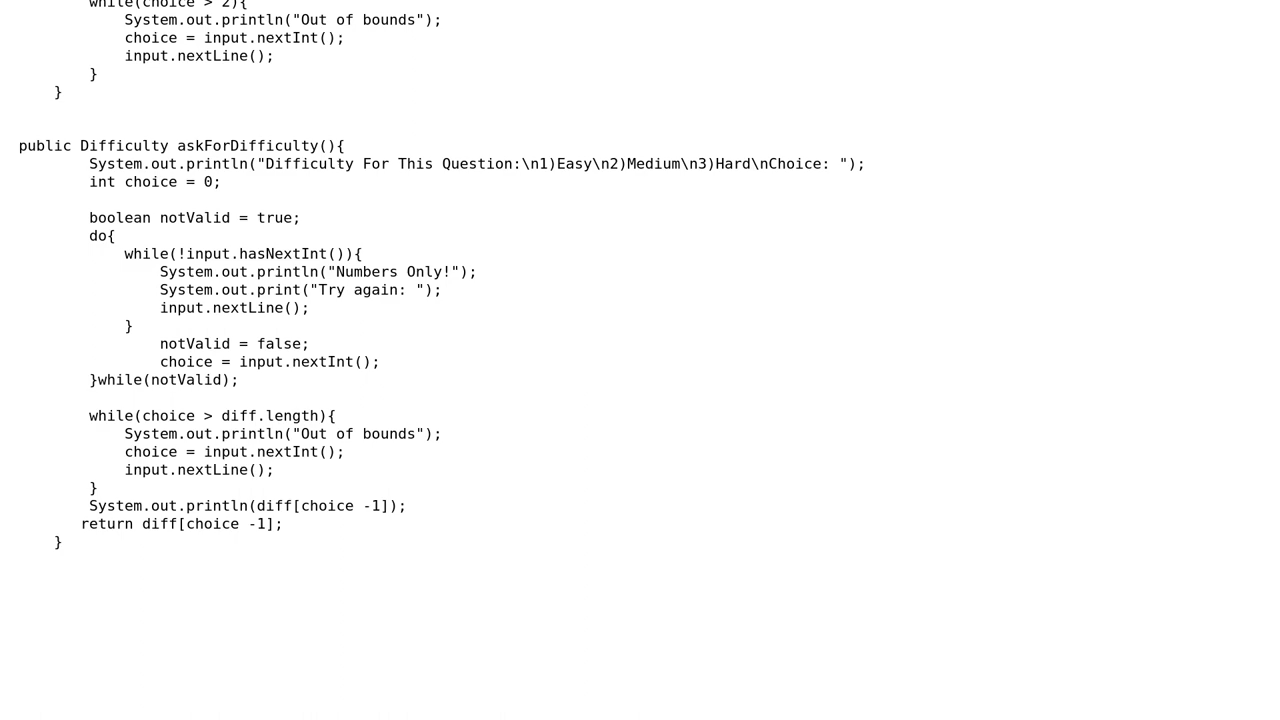 while(choice > 2){
System.out.println("Out of bounds");
choice = input.nextInt();
input.nextLine();
}
}
public Difficulty askForDifficulty(){
System.out.println("Difficulty For This Question:\n1)Easy\n2)Medium\n3)Hard\nChoice: ");
int choice = 0;
boolean notValid = true;
do{
while(!input.hasNextInt()){
System.out.println("Numbers Only!");
System.out.print("Try again: ");
input.nextLine();
}
notValid = false;
choice = input.nextInt();
}while(notValid);
while(choice > diff.length){
System.out.println("Out of bounds");
choice = input.nextInt();
input.nextLine();
}
System.out.println(diff[choice -1]);
return diff[choice -1];
}